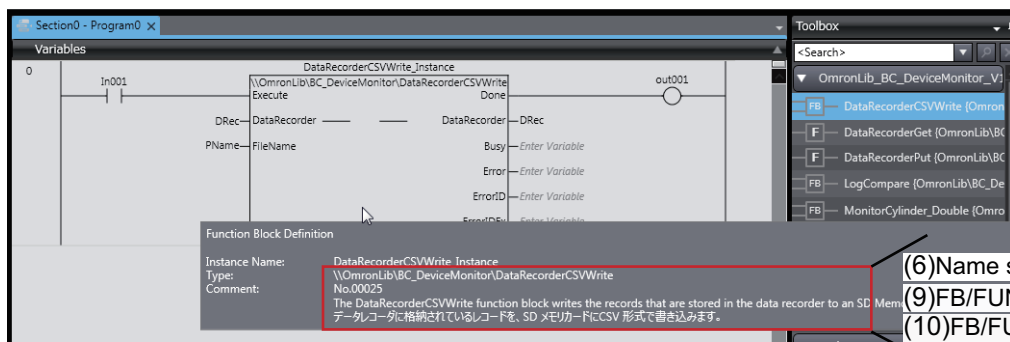 Section0 - Program0 ×
Variables
0
In001
DataRecorderCSVWrite_Instance
\\OmronLib\BC_DeviceMonitor\DataRecorderCSVWrite
out001
Execute Done
DRec DataRecorder DataRecorder DRec
PName FileName Busy Enter Variable
Error Enter Variable
ErrorID Enter Variable
ErrorIDEx Enter Variable
Function Block Definition
Instance Name: DataRecorderCSVWrite_Instance
Type: \\OmronLib\BC_DeviceMonitor\DataRecorderCSVWrite
Comment: No.00025
The DataRecorderCSVWrite function block writes the records that are stored in the data recorder to an SD Mem
データレコーダに格納されているレコードを、SD メモリカードにCSV 形式で書き込みます。
Toolbox
<Search>
OmronLib_BC_DeviceMonitor_V1
FB DataRecorderCSVWrite {Omron
F DataRecorderGet {OmronLib\BC
F DataRecorderPut {OmronLib\BC
FB LogCompare {OmronLib\BC_De
FB MonitorCylinder_Double {Omro
(6)Name s
(9)FB/FUN
(10)FB/FU